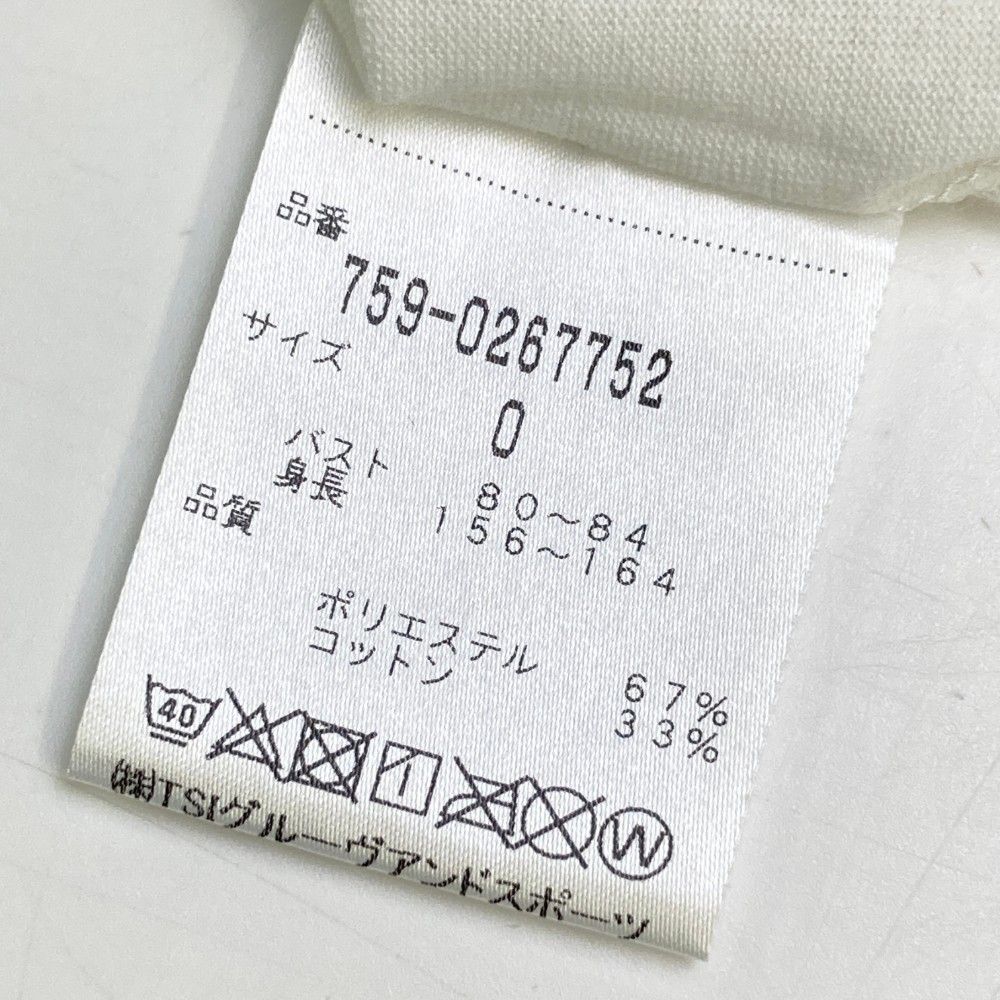 品番
759-0267752
サイズ
0
バスト 80～84
身長 156～164
品質
ポリエステル 67%
コットン 33%
40
W
㈱TSIグルーヴアンドスポーツ